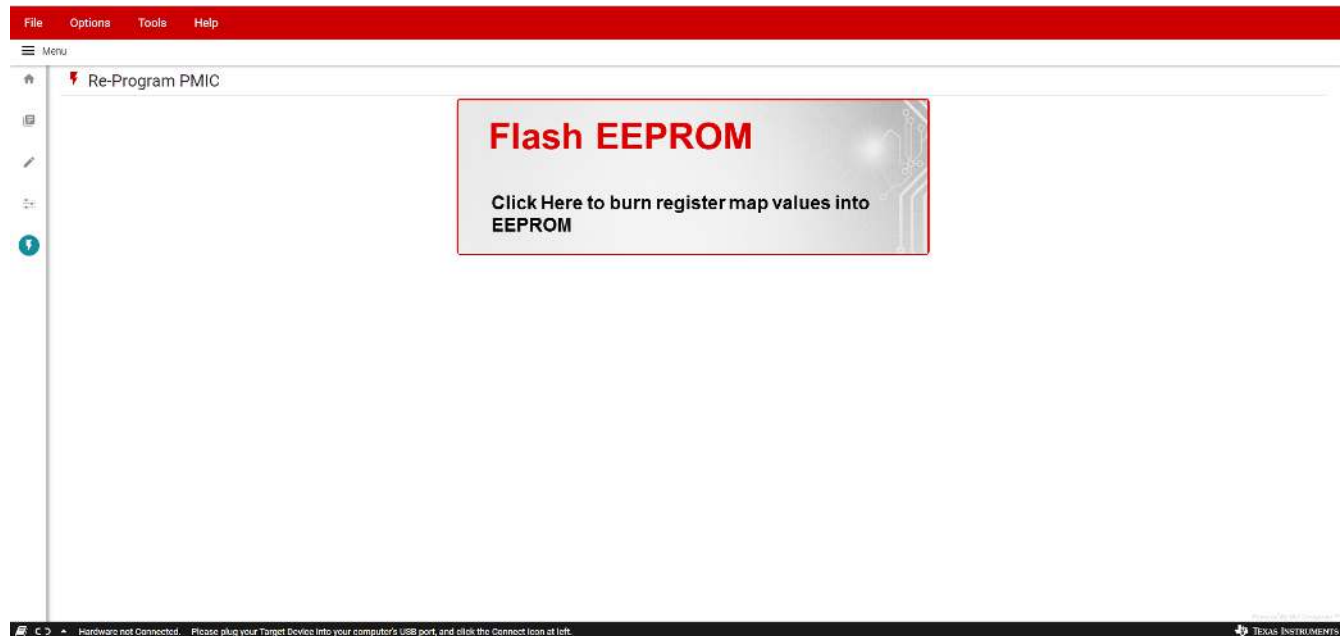 File Options Tools Help
Menu
Re-Program PMIC
Flash EEPROM
Click Here to burn register map values into
EEPROM
Hardware not Connected. Please plug your Target Device into your computer's USB port, and click the Connect Icon at left.
TEXAS INSTRUMENTS